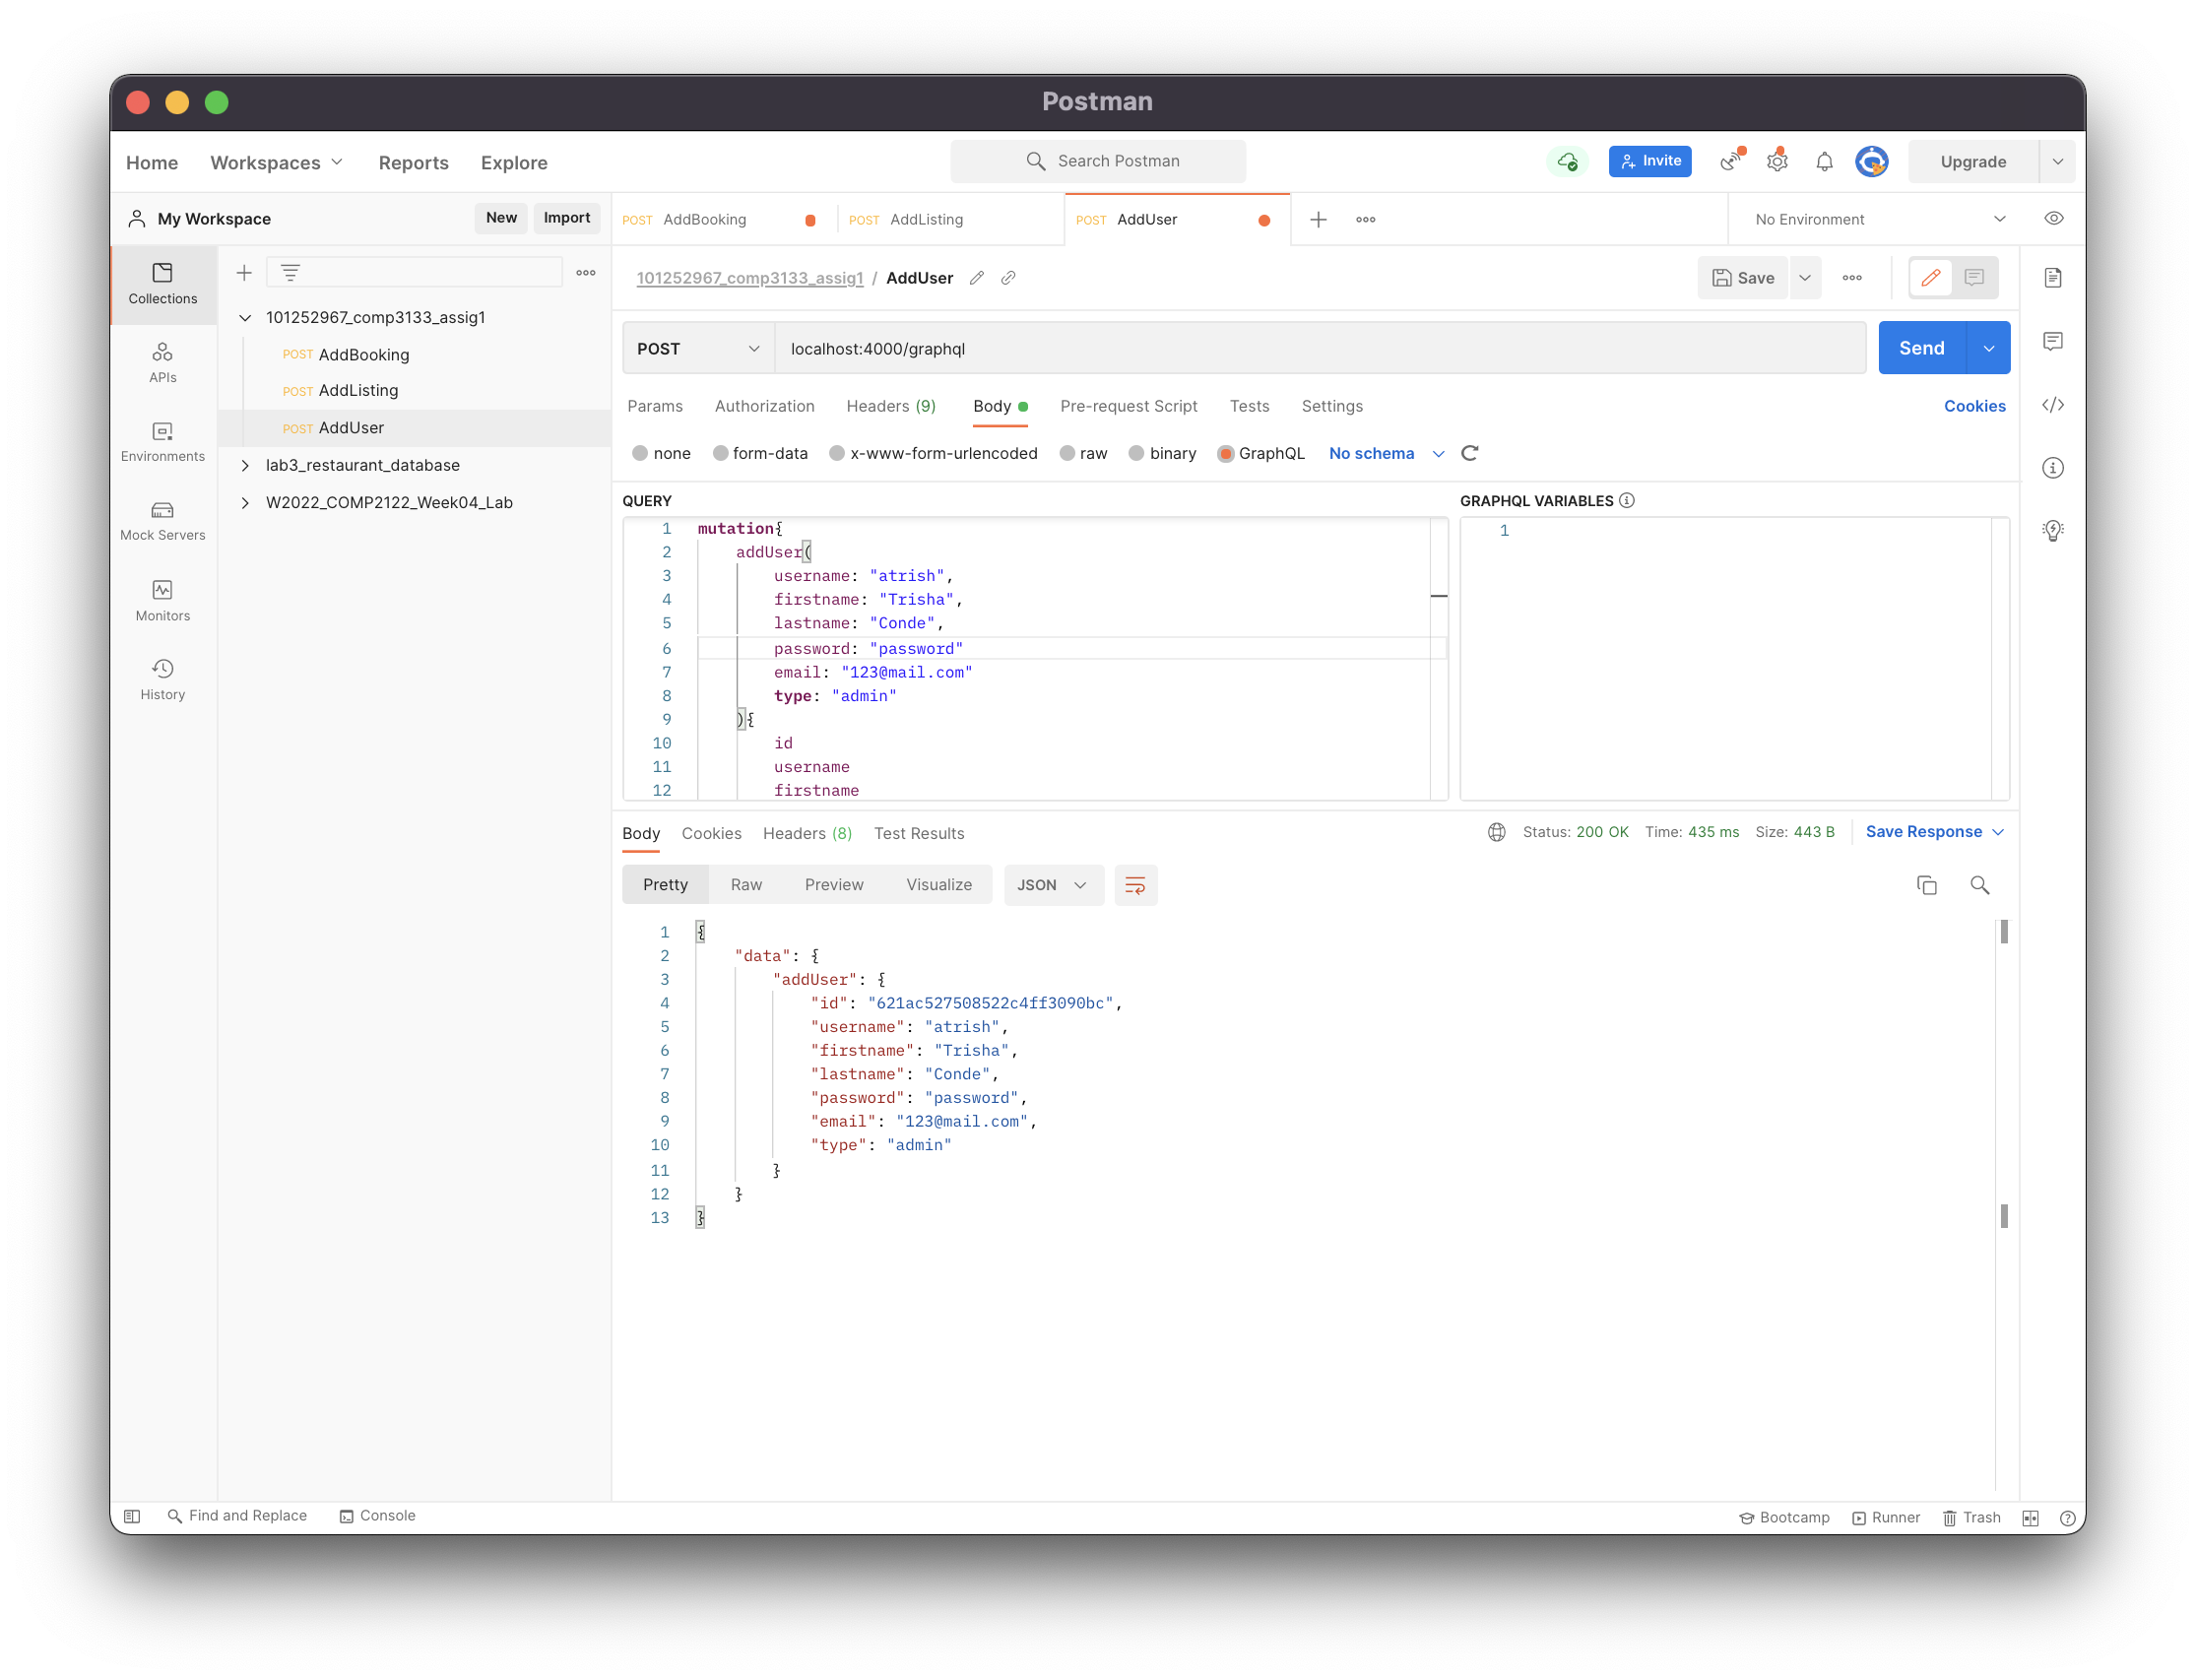 Postman
Home Workspaces Reports Explore Search Postman Invite Upgrade
My Workspace New Import POST AddBooking POST AddListing POST AddUser No Environment
Collections
APIs
Environments
Mock Servers
Monitors
History
101252967_comp3133_assig1
POST AddBooking
POST AddListing
POST AddUser
lab3_restaurant_database
W2022_COMP2122_Week04_Lab
101252967_comp3133_assig1 / AddUser Save
POST localhost:4000/graphql Send
Params Authorization Headers (9) Body Pre-request Script Tests Settings Cookies
none form-data x-www-form-urlencoded raw binary GraphQL No schema
QUERY
1 mutation{
2 addUser(
3 username: "atrish",
4 firstname: "Trisha",
5 lastname: "Conde",
6 password: "password"
7 email: "123@mail.com"
8 type: "admin"
9 ){
10 id
11 username
12 firstname
GRAPHQL VARIABLES
1
Body Cookies Headers (8) Test Results Status: 200 OK Time: 435 ms Size: 443 B Save Response
Pretty Raw Preview Visualize JSON
1 {
2 "data": {
3 "addUser": {
4 "id": "621ac527508522c4ff3090bc",
5 "username": "atrish",
6 "firstname": "Trisha",
7 "lastname": "Conde",
8 "password": "password",
9 "email": "123@mail.com",
10 "type": "admin"
11 }
12 }
13 }
Find and Replace Console Bootcamp Runner Trash